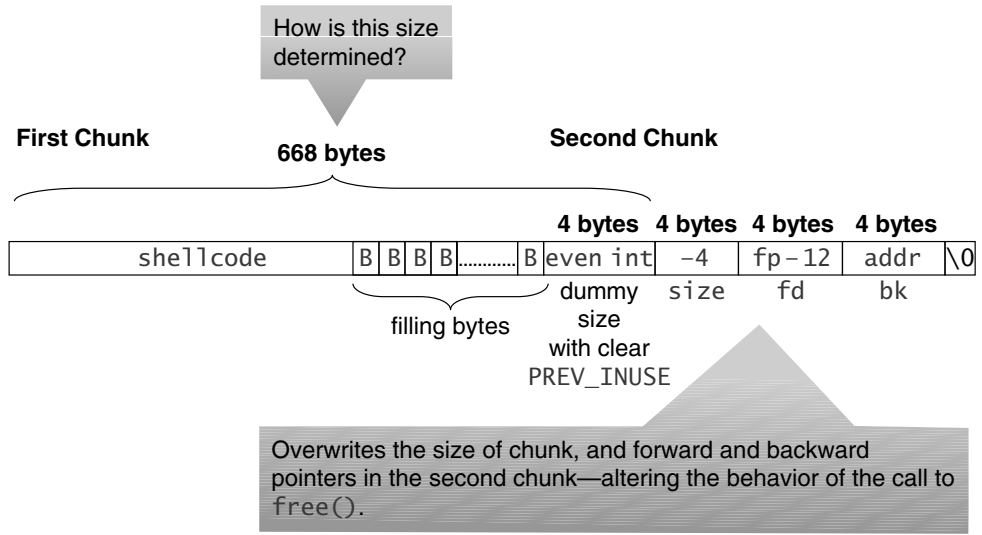 How is this size
determined?
First Chunk
668 bytes
Second Chunk
4 bytes 4 bytes 4 bytes 4 bytes
shellcode B B B B ............ B even int –4 fp–12 addr \0
dummy size fd bk
filling bytes size
with clear
PREV_INUSE
Overwrites the size of chunk, and forward and backward
pointers in the second chunk—altering the behavior of the call to
free().